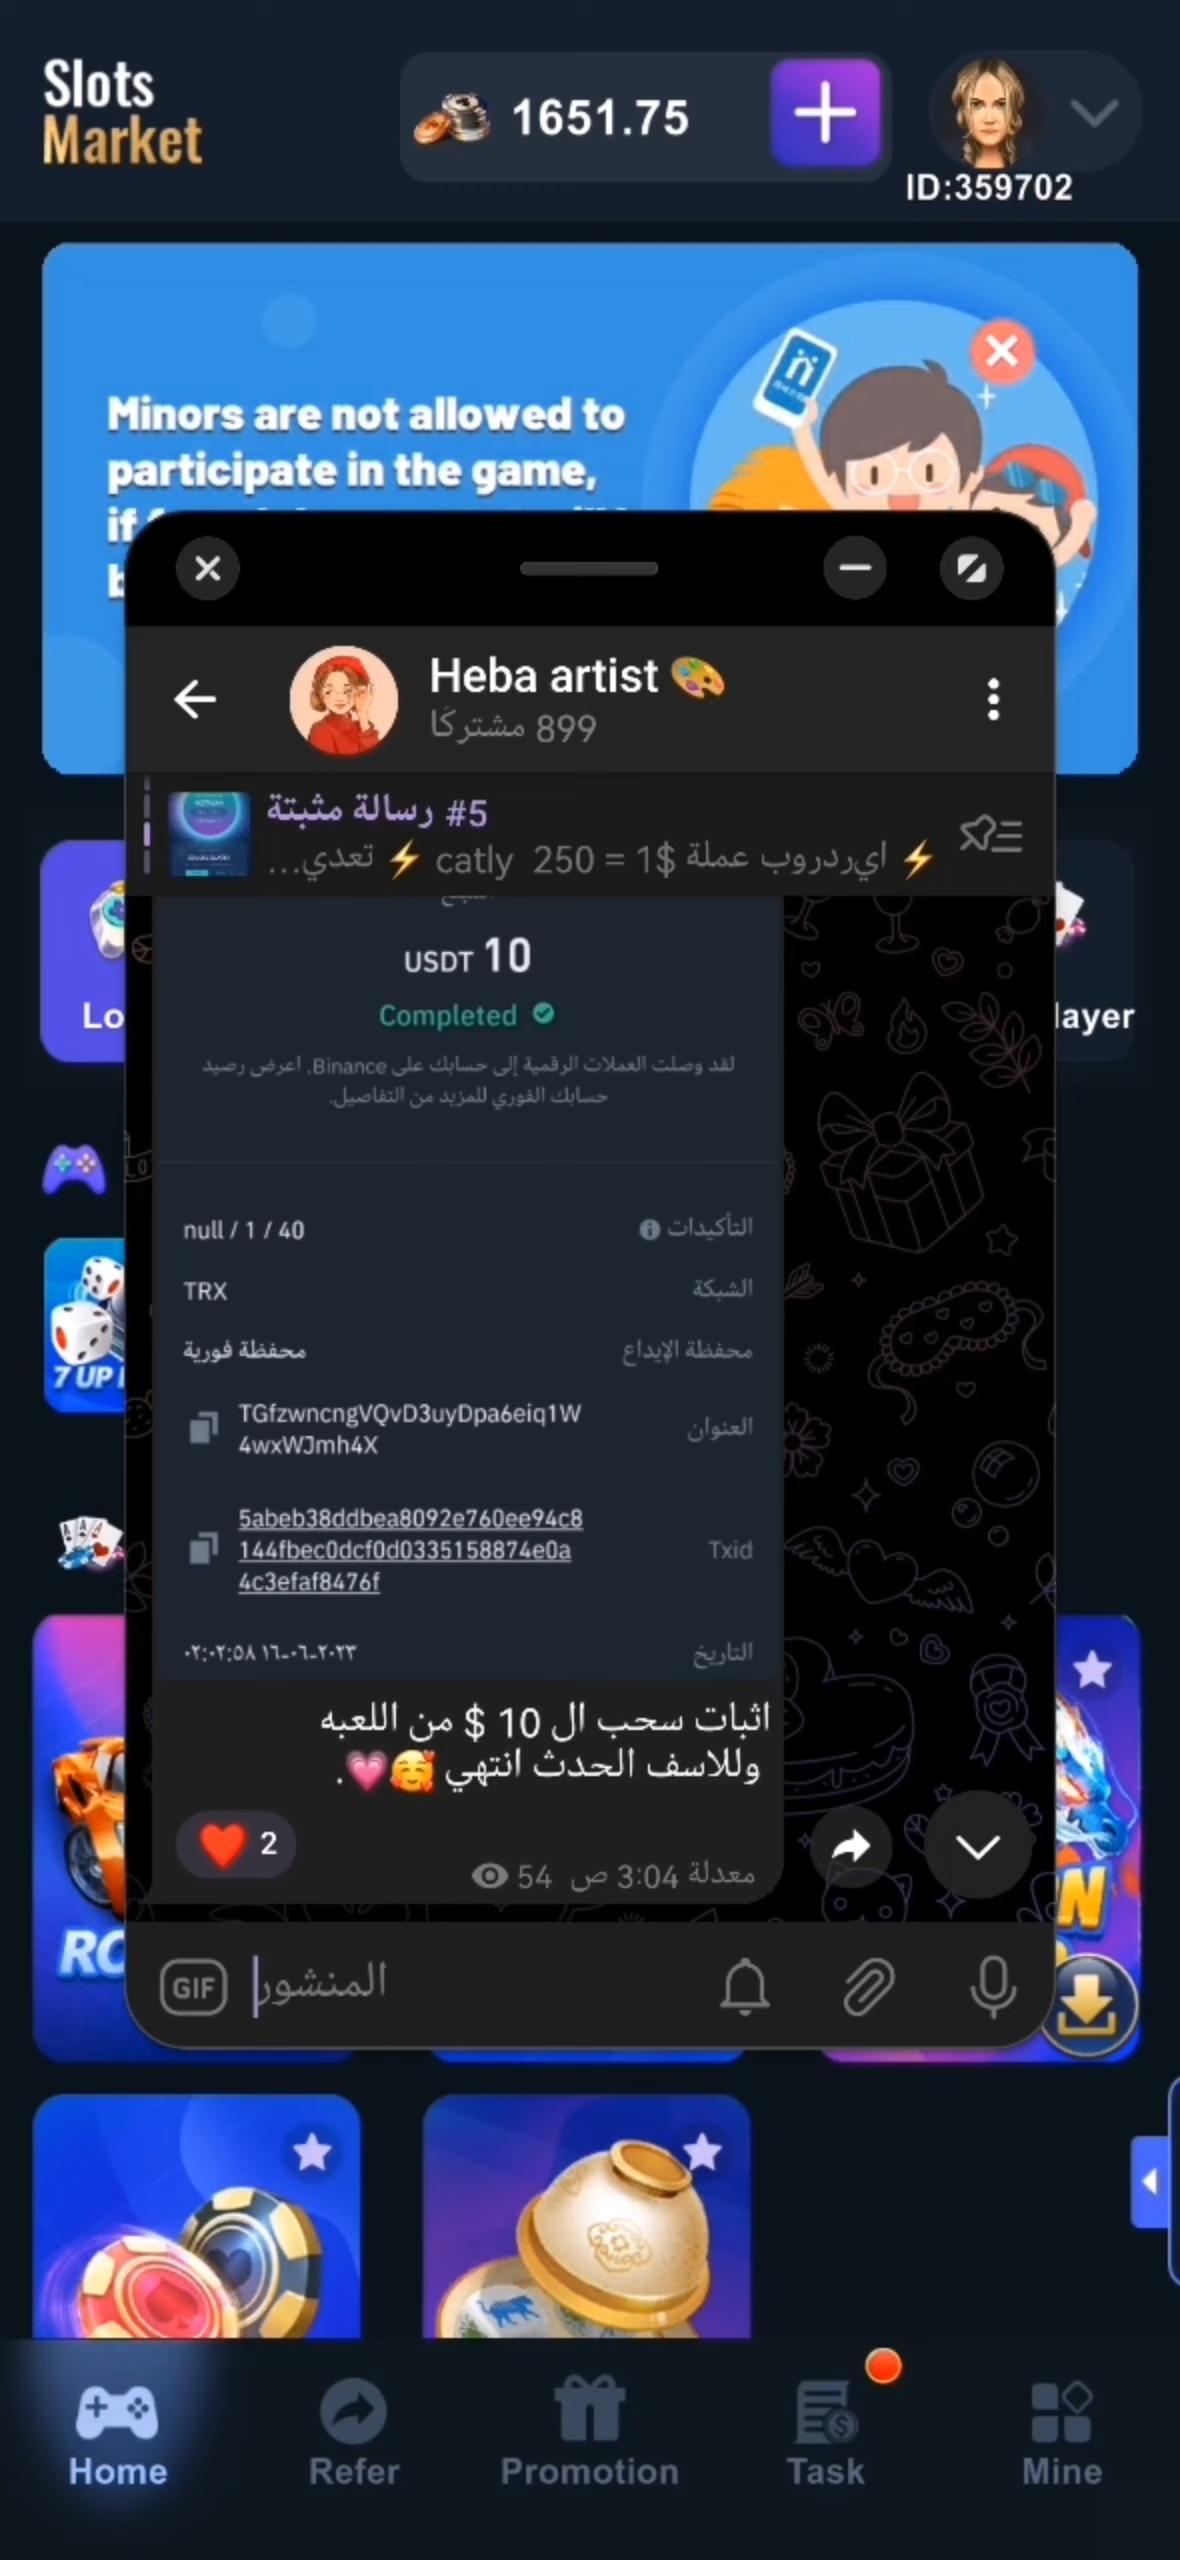 Slots
Market
1651.75
ID:359702
Minors are not allowed to
participate in the game,
if
Heba artist 🎨
899 مشتركًا
رسالة مثبتة #5
⚡ ايردروب عملة catly 250 = 1$ ⚡ تعدي...
USDT 10
Completed
لقد وصلت العملات الرقمية إلى حسابك على Binance. اعرض رصيد
حسابك الفوري للمزيد من التفاصيل.
التأكيدات null / 1 / 40
الشبكة TRX
محفظة الإيداع محفظة فورية
العنوان TGfzwncngVQvD3uyDpa6eiq1W
4wxWJmh4X
5abeb38ddbea8092e760ee94c8
Txid 144fbec0dcf0d0335158874e0a
4c3efaf8476f
التاريخ ٢٠٢٣-٠٦-١٦ ٠٢:٠٢:٥٨
اثبات سحب ال 10 $ من اللعبه
وللاسف الحدث انتهي 🥰💗.
❤️ 2
معدلة 3:04 ص 54
GIF
المنشور
Lo
layer
7 UP
RO
N
Home
Refer
Promotion
Task
Mine